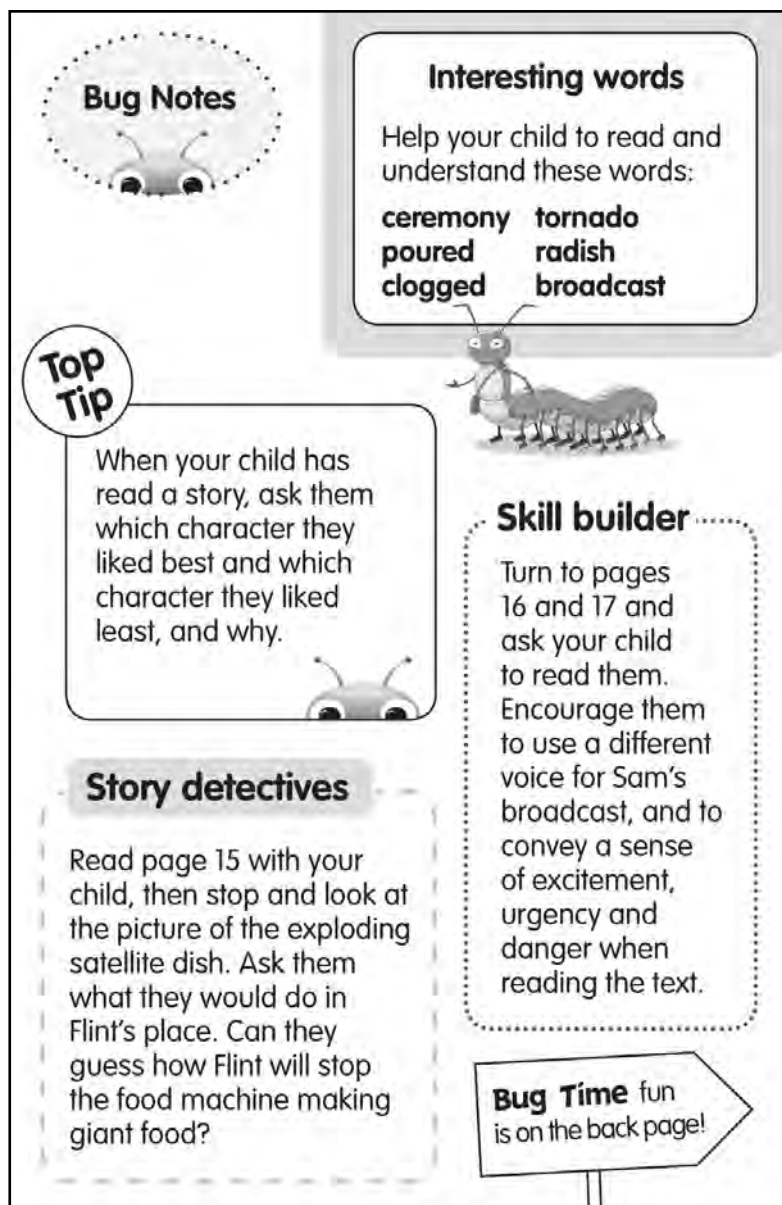 Bug Notes
Interesting words
Help your child to read and
understand these words:
ceremony tornado
poured radish
clogged broadcast
Top
Tip
When your child has
read a story, ask them
which character they
liked best and which
character they liked
least, and why.
Skill builder
Turn to pages
16 and 17 and
ask your child
to read them.
Encourage them
to use a different
voice for Sam's
broadcast, and to
convey a sense
of excitement,
urgency and
danger when
reading the text.
Story detectives
Read page 15 with your
child, then stop and look at
the picture of the exploding
satellite dish. Ask them
what they would do in
Flint's place. Can they
guess how Flint will stop
the food machine making
giant food?
Bug Time fun
is on the back page!